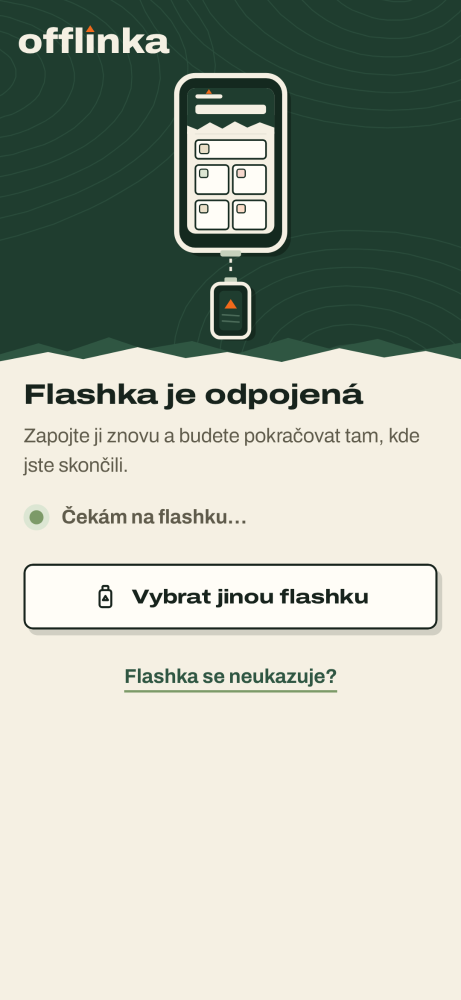 offlinka
Flashka je odpojená
Zapojte ji znovu a budete pokračovat tam, kde
jste skončili.
Čekám na flashku…
Vybrat jinou flashku
Flashka se neukazuje?